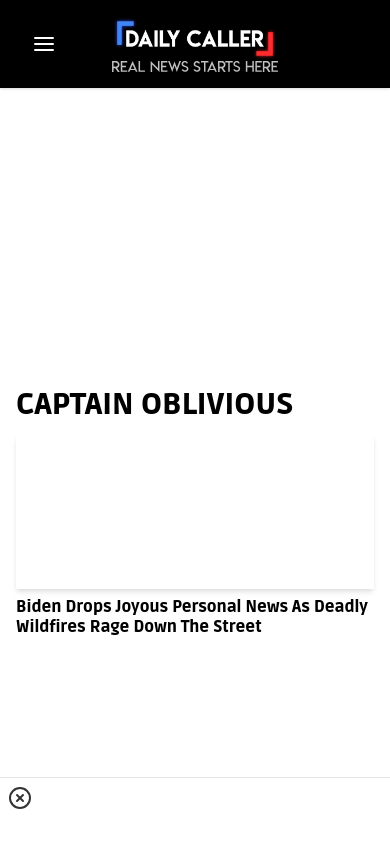 DAILY CALLER
REAL NEWS STARTS HERE
CAPTAIN OBLIVIOUS
Biden Drops Joyous Personal News As Deadly
Wildfires Rage Down The Street